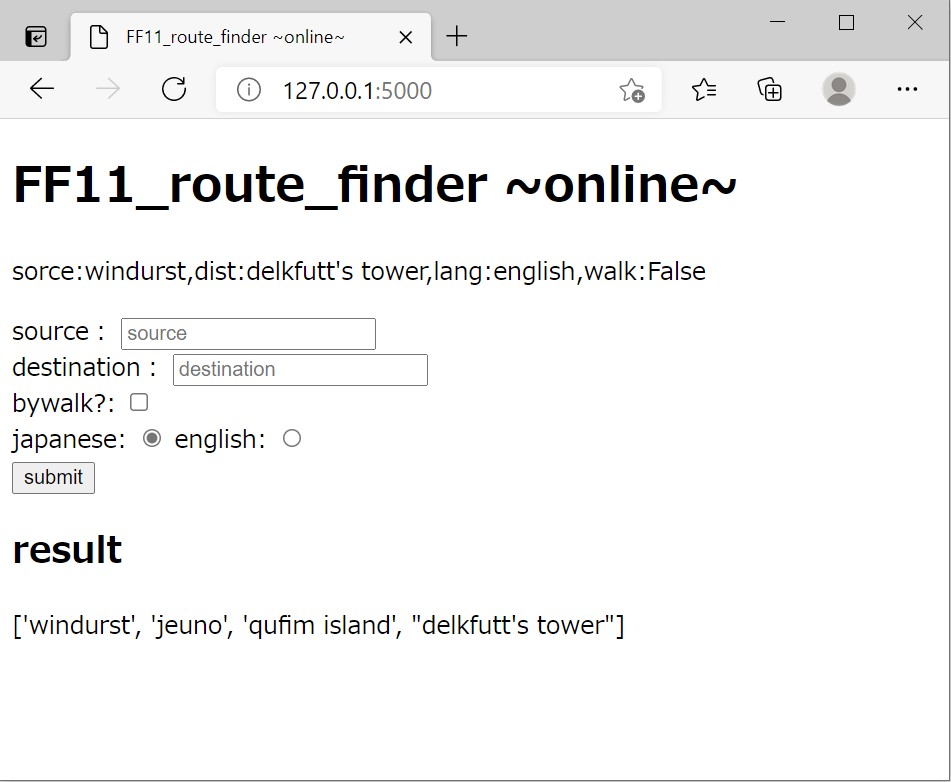 FF11_route_finder ~online~
127.0.0.1:5000
FF11_route_finder ~online~
sorce:windurst,dist:delkfutt's tower,lang:english,walk:False
source : source
destination : destination
bywalk?:
japanese: english:
submit
result
['windurst', 'jeuno', 'qufim island', "delkfutt's tower"]